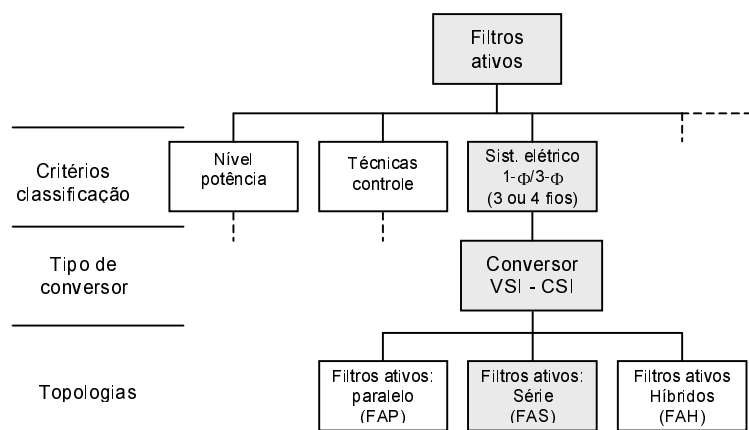 Filtros
ativos
Critérios
classificação
Nível
potência
Técnicas
controle
Sist. elétrico
1-Φ/3-Φ
(3 ou 4 fios)
Tipo de
conversor
Conversor
VSI - CSI
Topologias
Filtros ativos:
paralelo
(FAP)
Filtros ativos:
Série
(FAS)
Filtros ativos
Híbridos
(FAH)